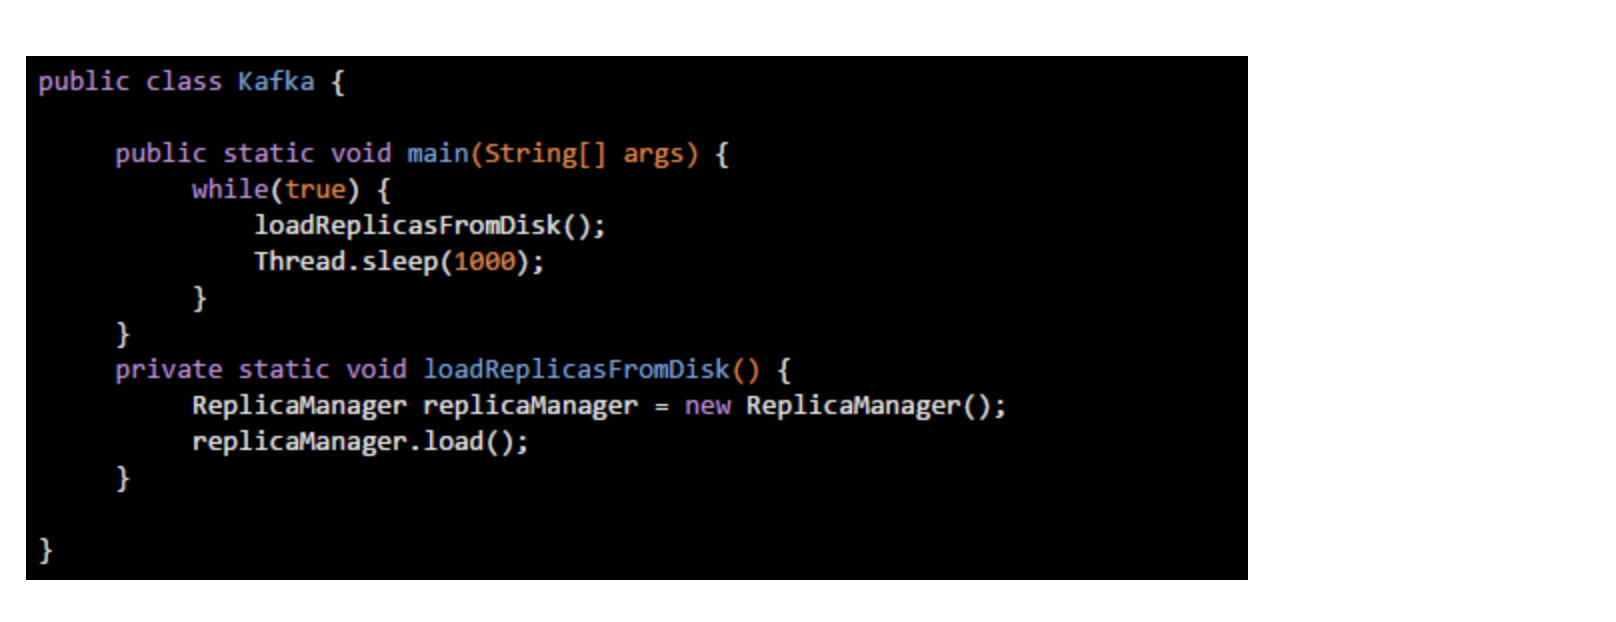 public class Kafka {
public static void main(String[] args) {
while(true) {
loadReplicasFromDisk();
Thread.sleep(1000);
}
}
private static void loadReplicasFromDisk() {
ReplicaManager replicaManager = new ReplicaManager();
replicaManager.load();
}
}